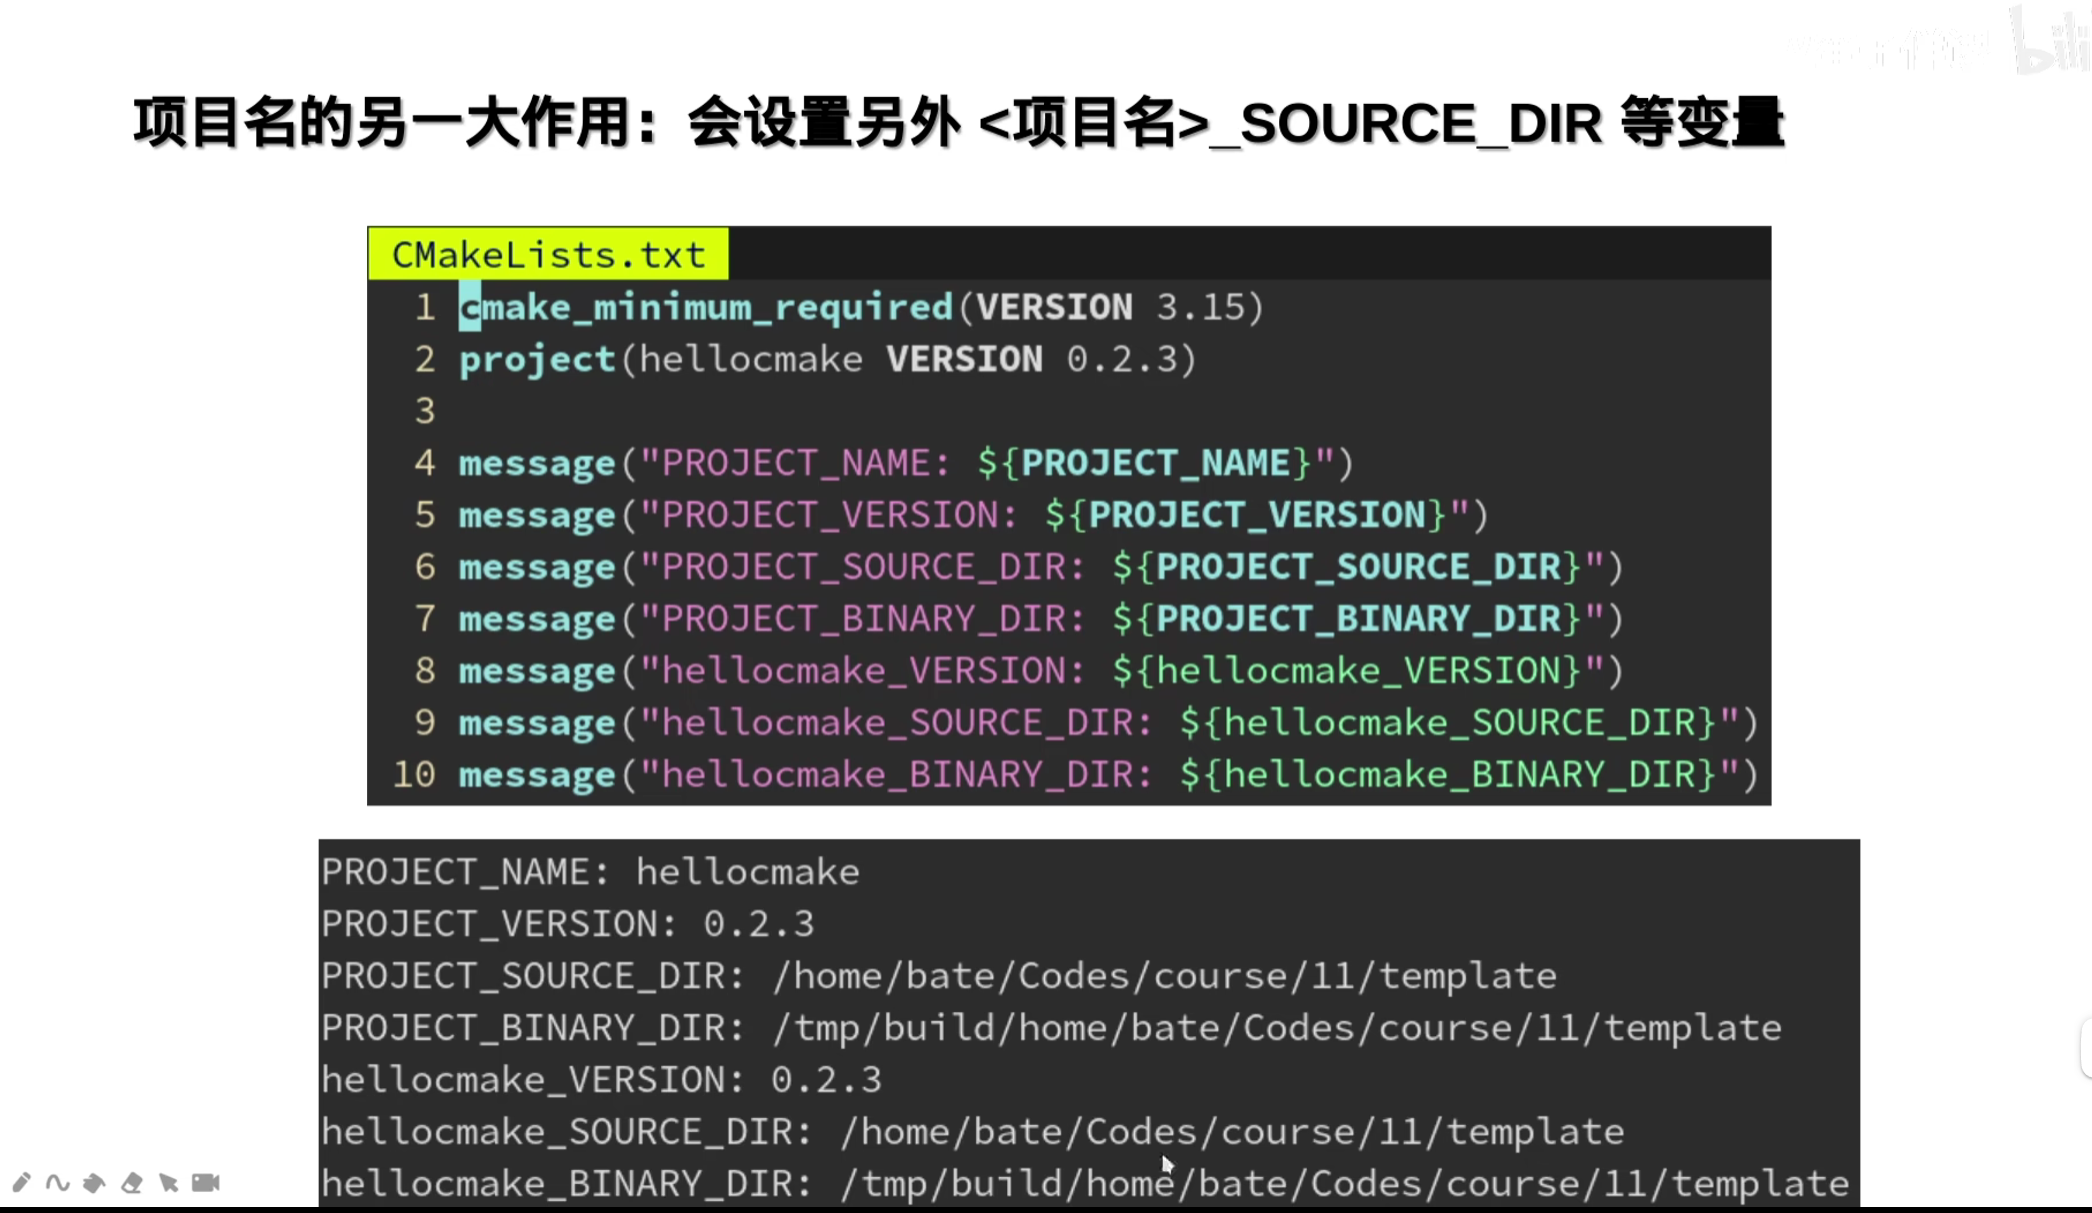 项目名的另一大作用：会设置另外 <项目名>_SOURCE_DIR 等变量
CMakeLists.txt
1 cmake_minimum_required(VERSION 3.15)
2 project(hellocmake VERSION 0.2.3)
3
4 message("PROJECT_NAME: ${PROJECT_NAME}")
5 message("PROJECT_VERSION: ${PROJECT_VERSION}")
6 message("PROJECT_SOURCE_DIR: ${PROJECT_SOURCE_DIR}")
7 message("PROJECT_BINARY_DIR: ${PROJECT_BINARY_DIR}")
8 message("hellocmake_VERSION: ${hellocmake_VERSION}")
9 message("hellocmake_SOURCE_DIR: ${hellocmake_SOURCE_DIR}")
10 message("hellocmake_BINARY_DIR: ${hellocmake_BINARY_DIR}")
PROJECT_NAME: hellocmake
PROJECT_VERSION: 0.2.3
PROJECT_SOURCE_DIR: /home/bate/Codes/course/11/template
PROJECT_BINARY_DIR: /tmp/build/home/bate/Codes/course/11/template
hellocmake_VERSION: 0.2.3
hellocmake_SOURCE_DIR: /home/bate/Codes/course/11/template
hellocmake_BINARY_DIR: /tmp/build/home/bate/Codes/course/11/template